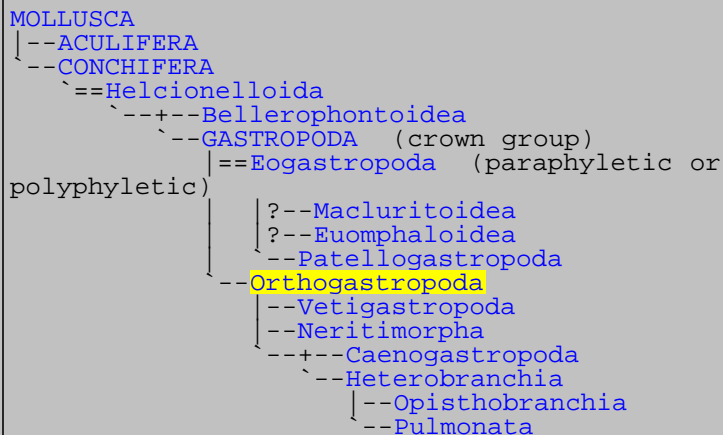 MOLLUSCA
|--ACULIFERA
`--CONCHIFERA
`==Helcionelloida
`--+--Bellerophontoidea
`--GASTROPODA (crown group)
|==Eogastropoda (paraphyletic or
polyphyletic)
| |?--Macluritoidea
| |?--Euomphaloidea
| `--Patellogastropoda
`--Orthogastropoda
|--Vetigastropoda
|--Neritimorpha
`--+--Caenogastropoda
`--Heterobranchia
|--Opisthobranchia
`--Pulmonata